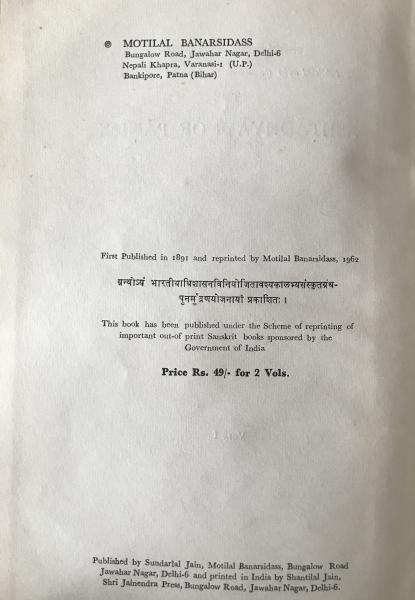 © MOTILAL BANARSIDASS
Bungalow Road, Jawahar Nagar, Delhi-6
Nepali Khapra, Varanasi-1 (U.P.)
Bankipore, Patna (Bihar)
First Published in 1891 and reprinted by Motilal Banarsidass, 1962
ग्रन्थोऽयं भारतीयाधिशासनविनियोजितावश्यकालभ्यसंस्कृतग्रंथ-
पुनर्मुद्रणयोजनायां प्रकाशितः ।
This book has been published under the Scheme of reprinting of
important out-of print Sanskrit books sponsored by the
Government of India
Price Rs. 49/- for 2 Vols.
Published by Sundarlal Jain, Motilal Banarsidass, Bungalow Road
Jawahar Nagar, Delhi-6 and printed in India by Shantilal Jain,
Shri Jainendra Press, Bungalow Road, Jawahar Nagar, Delhi-6.